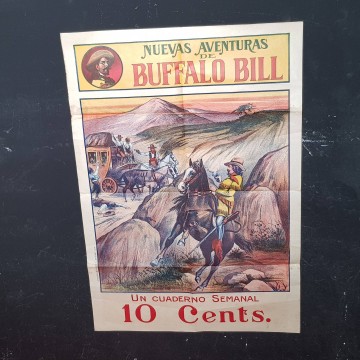 NUEVAS AVENTURAS
DE
BUFFALO BILL
UN CUADERNO SEMANAL
10 Cents.